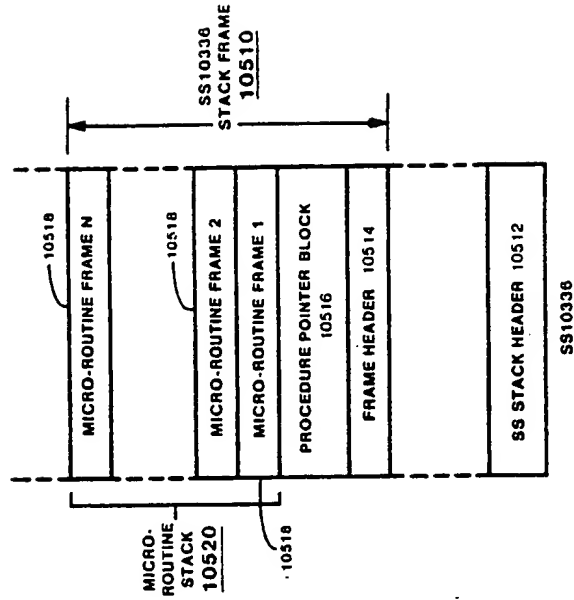 10518
MICRO-ROUTINE FRAME N
SS10336
STACK FRAME
10510
10518
MICRO-ROUTINE FRAME 2
MICRO-ROUTINE FRAME 1
MICRO-
ROUTINE
STACK
10520
10518
PROCEDURE POINTER BLOCK
10516
FRAME HEADER 10514
SS STACK HEADER 10512
SS10336